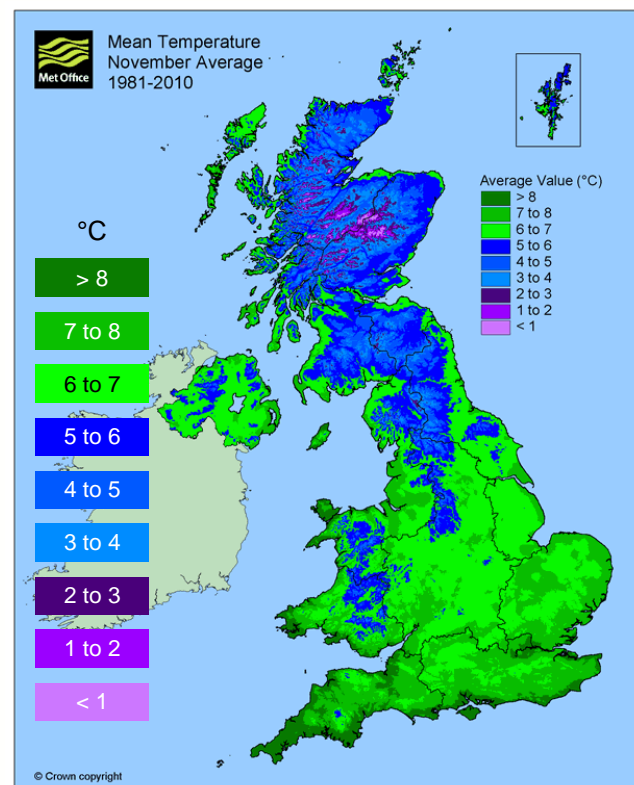 Met Office
Mean Temperature
November Average
1981-2010
Average Value (°C)
> 8
7 to 8
6 to 7
5 to 6
4 to 5
3 to 4
2 to 3
1 to 2
< 1
°C
> 8
7 to 8
6 to 7
5 to 6
4 to 5
3 to 4
2 to 3
1 to 2
< 1
© Crown copyright